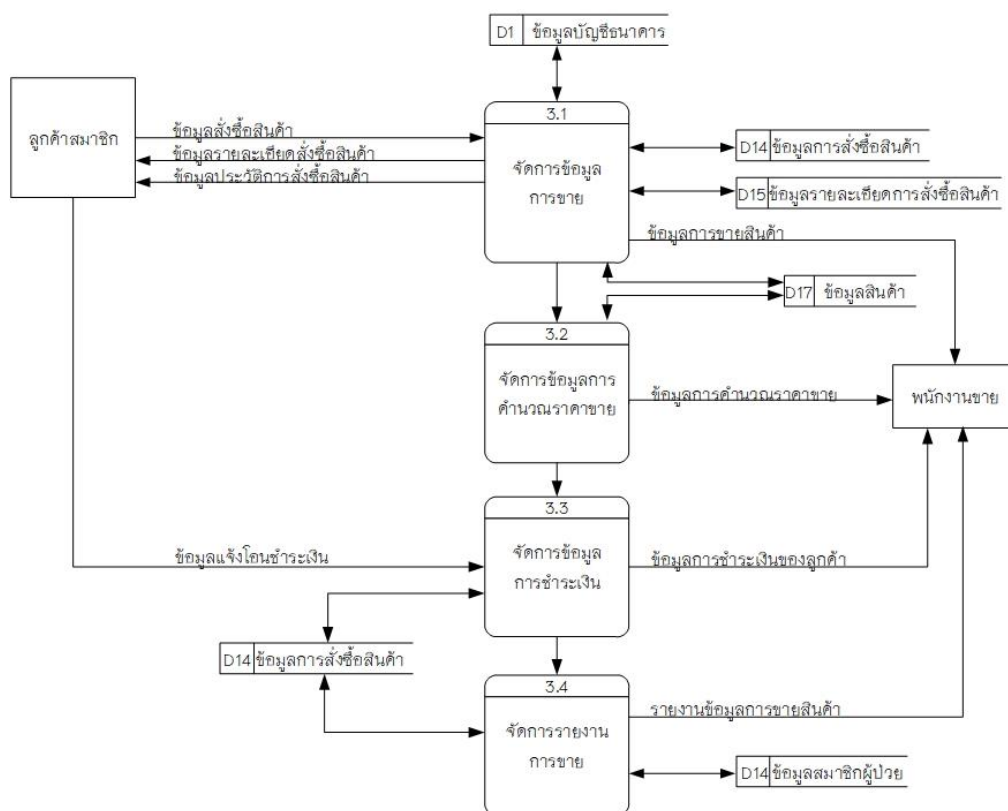 D1 ข้อมูลบัญชีธนาคาร
ลูกค้าสมาชิก
ข้อมูลสั่งซื้อสินค้า
ข้อมูลรายละเอียดสั่งซื้อสินค้า
ข้อมูลประวัติการสั่งซื้อสินค้า
3.1
จัดการข้อมูล
การขาย
D14 ข้อมูลการสั่งซื้อสินค้า
D15 ข้อมูลรายละเอียดการสั่งซื้อสินค้า
ข้อมูลการขายสินค้า
D17 ข้อมูลสินค้า
3.2
จัดการข้อมูลการ
คำนวณราคาขาย
ข้อมูลการคำนวณราคาขาย
พนักงานขาย
3.3
จัดการข้อมูล
การชำระเงิน
ข้อมูลแจ้งโอนชำระเงิน
ข้อมูลการชำระเงินของลูกค้า
D14 ข้อมูลการสั่งซื้อสินค้า
3.4
จัดการรายงาน
การขาย
รายงานข้อมูลการขายสินค้า
D14 ข้อมูลสมาชิกผู้ป่วย